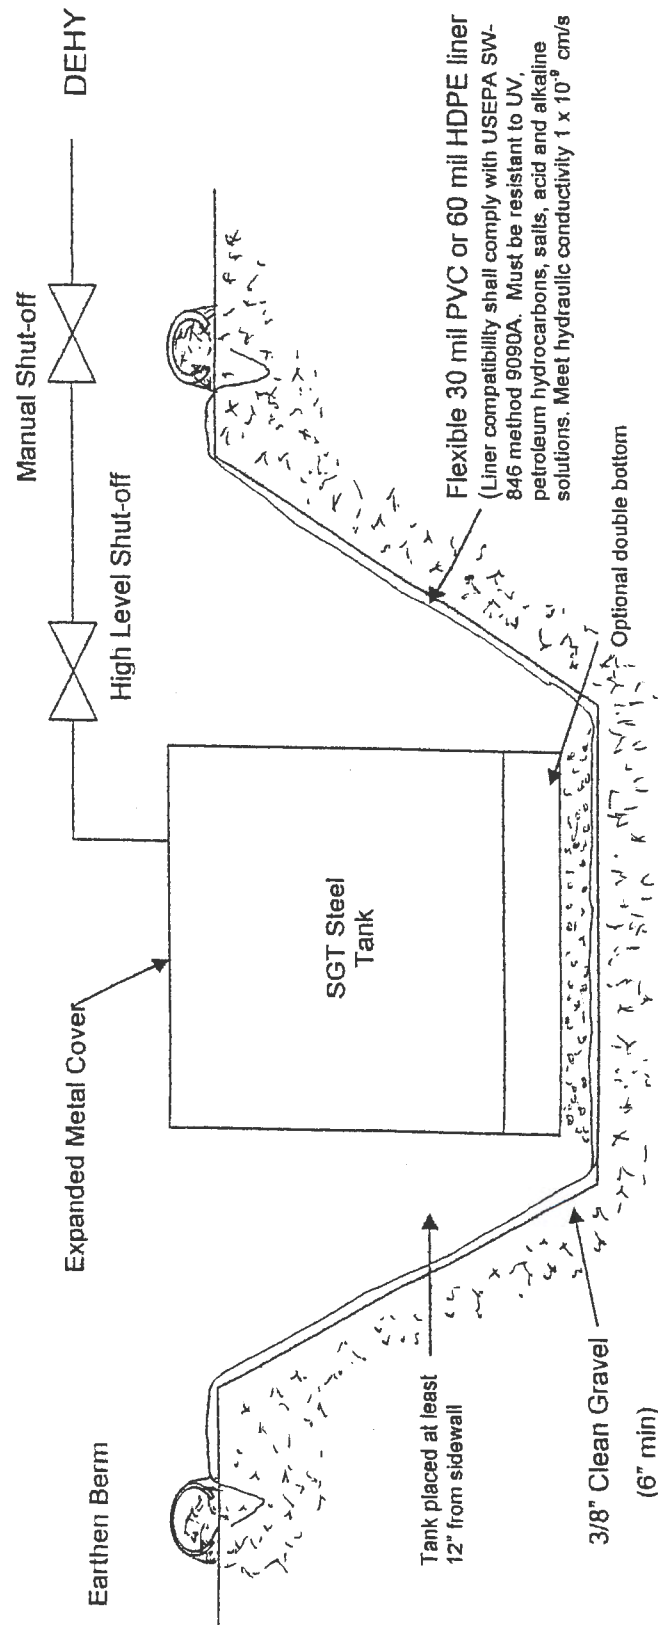 DEHY
Manual Shut-off
High Level Shut-off
Expanded Metal Cover
Earthen Berm
SGT Steel
Tank
Flexible 30 mil PVC or 60 mil HDPE liner
(Liner compatibility shall comply with USEPA SW-
846 method 9090A. Must be resistant to UV,
petroleum hydrocarbons, salts, acid and alkaline
solutions. Meet hydraulic conductivity 1 x 10⁻⁹ cm/s
Optional double bottom
Tank placed at least
12" from sidewall
3/8" Clean Gravel
(6" min)